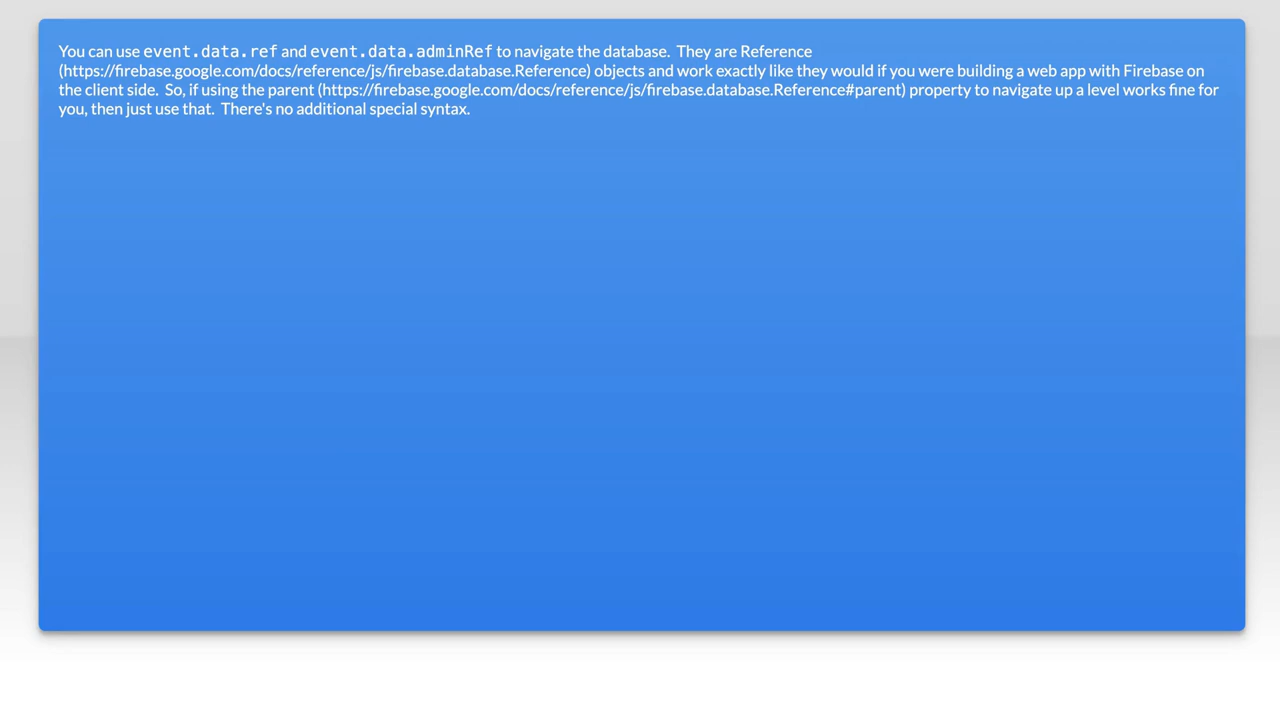 You can use event.data.ref and event.data.adminRef to navigate the database.  They are Reference
(https://firebase.google.com/docs/reference/js/firebase.database.Reference) objects and work exactly like they would if you were building a web app with Firebase on
the client side.  So, if using the parent (https://firebase.google.com/docs/reference/js/firebase.database.Reference#parent) property to navigate up a level works fine for
you, then just use that.  There's no additional special syntax.